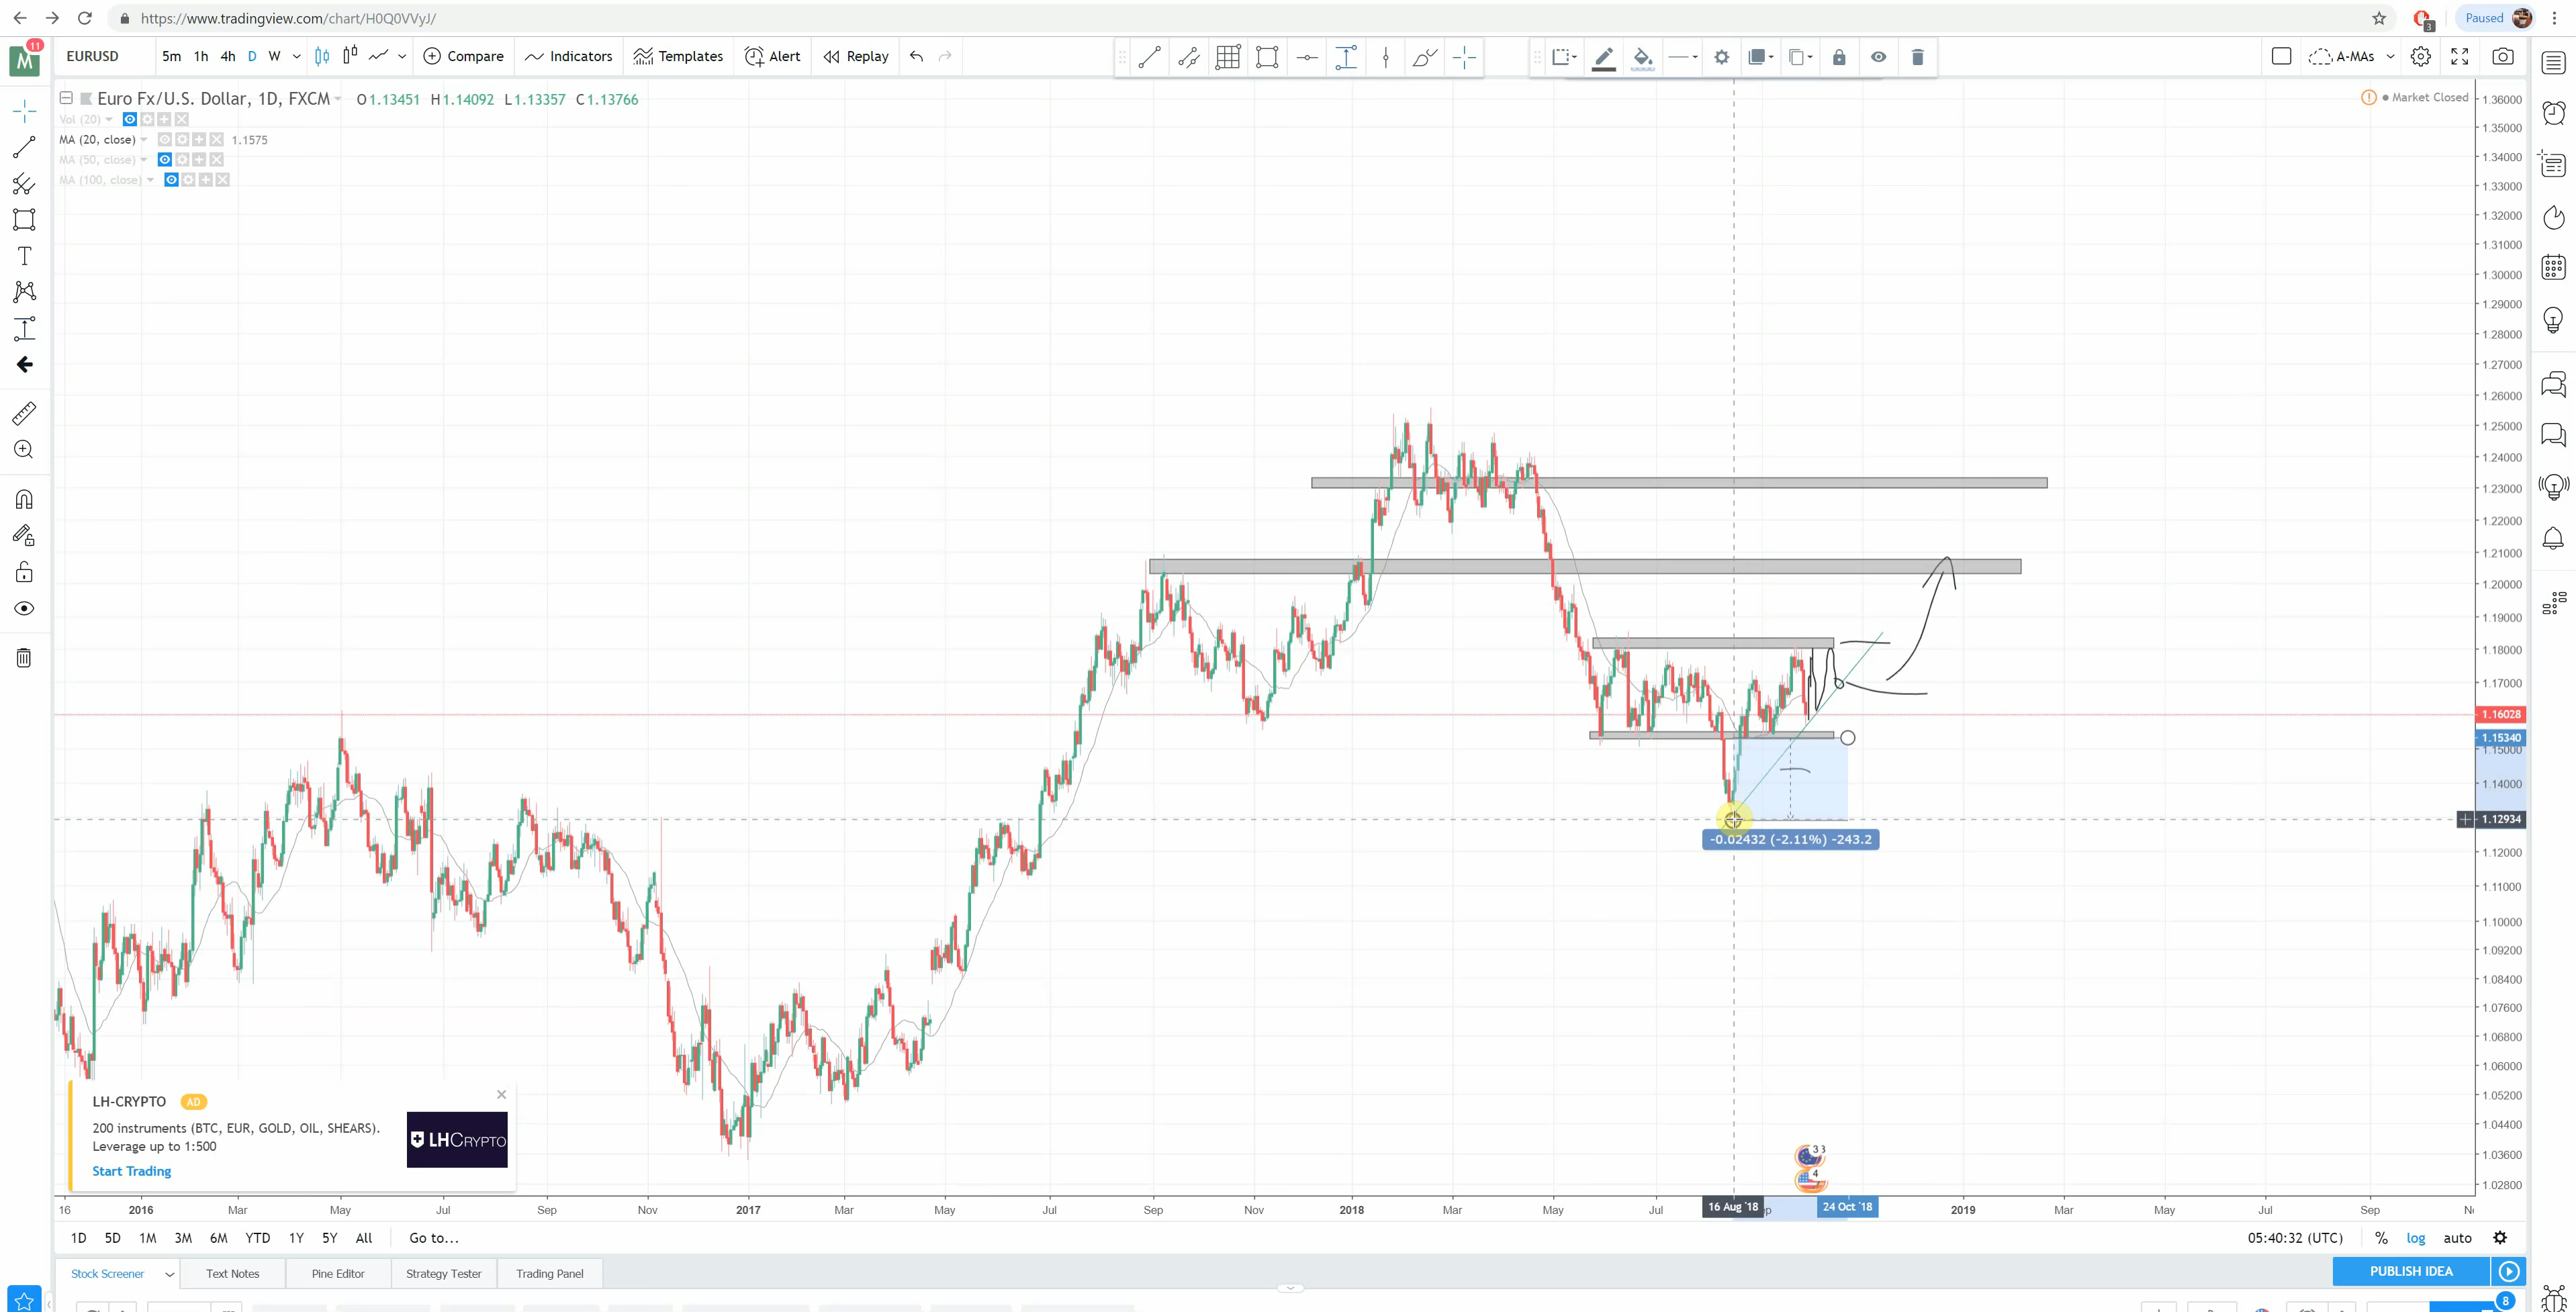 https://www.tradingview.com/chart/H0Q0VVyJ/
3
Paused
M
11
EURUSD
5m 1h 4h D W
Compare
Indicators
Templates
Alert
Replay
A-MAs
Euro Fx/U.S. Dollar, 1D, FXCM O1.13451 H1.14092 L1.13357 C1.13766
Vol (20)
MA (20, close) 1.1575
MA (50, close)
MA (100, close)
Market Closed
1.36000
1.35000
1.34000
1.33000
1.32000
1.31000
1.30000
1.29000
1.28000
1.27000
1.26000
1.25000
1.24000
1.23000
1.22000
1.21000
1.20000
1.19000
1.18000
1.17000
1.16028
1.15340
1.15000
1.14000
1.12934
1.12000
1.11000
1.10000
1.09200
1.08400
1.07600
1.06800
1.06000
1.05200
1.04400
1.03600
1.02800
-0.02432 (-2.11%) -243.2
LH-CRYPTO AD
200 instruments (BTC, EUR, GOLD, OIL, SHEARS).
Leverage up to 1:500
Start Trading
LHCRYPTO
33
4
16 2016 Mar May Jul Sep Nov 2017 Mar May Jul Sep Nov 2018 Mar May Jul 16 Aug '18 24 Oct '18 2019 Mar May Jul Sep
1D 5D 1M 3M 6M YTD 1Y 5Y All Go to...
05:40:32 (UTC) % log auto
Stock Screener Text Notes Pine Editor Strategy Tester Trading Panel
PUBLISH IDEA
8